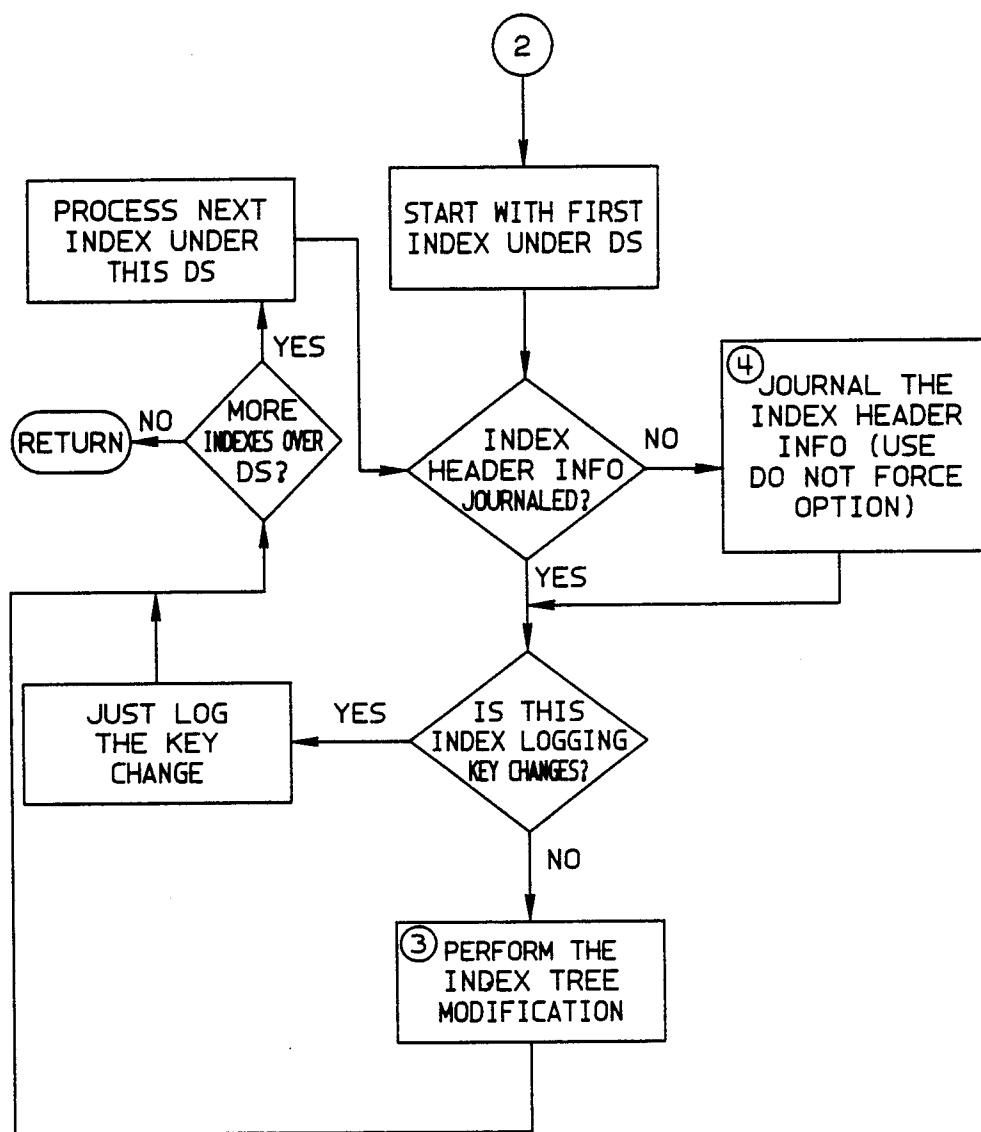 2
START WITH FIRST
INDEX UNDER DS
PROCESS NEXT
INDEX UNDER
THIS DS
YES
MORE
INDEXES OVER
DS?
NO
RETURN
INDEX
HEADER INFO
JOURNALED?
NO
4
JOURNAL THE
INDEX HEADER
INFO (USE
DO NOT FORCE
OPTION)
YES
IS THIS
INDEX LOGGING
KEY CHANGES?
YES
JUST LOG
THE KEY
CHANGE
NO
3
PERFORM THE
INDEX TREE
MODIFICATION